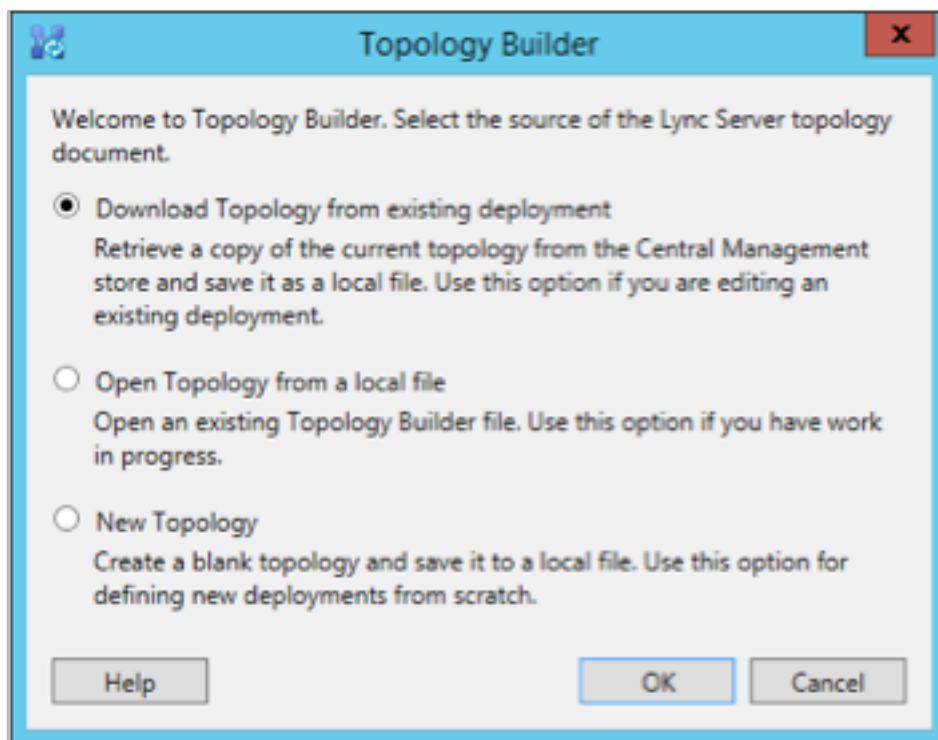 Topology Builder
Welcome to Topology Builder. Select the source of the Lync Server topology
document.
Download Topology from existing deployment
Retrieve a copy of the current topology from the Central Management
store and save it as a local file. Use this option if you are editing an
existing deployment.
Open Topology from a local file
Open an existing Topology Builder file. Use this option if you have work
in progress.
New Topology
Create a blank topology and save it to a local file. Use this option for
defining new deployments from scratch.
Help
OK
Cancel